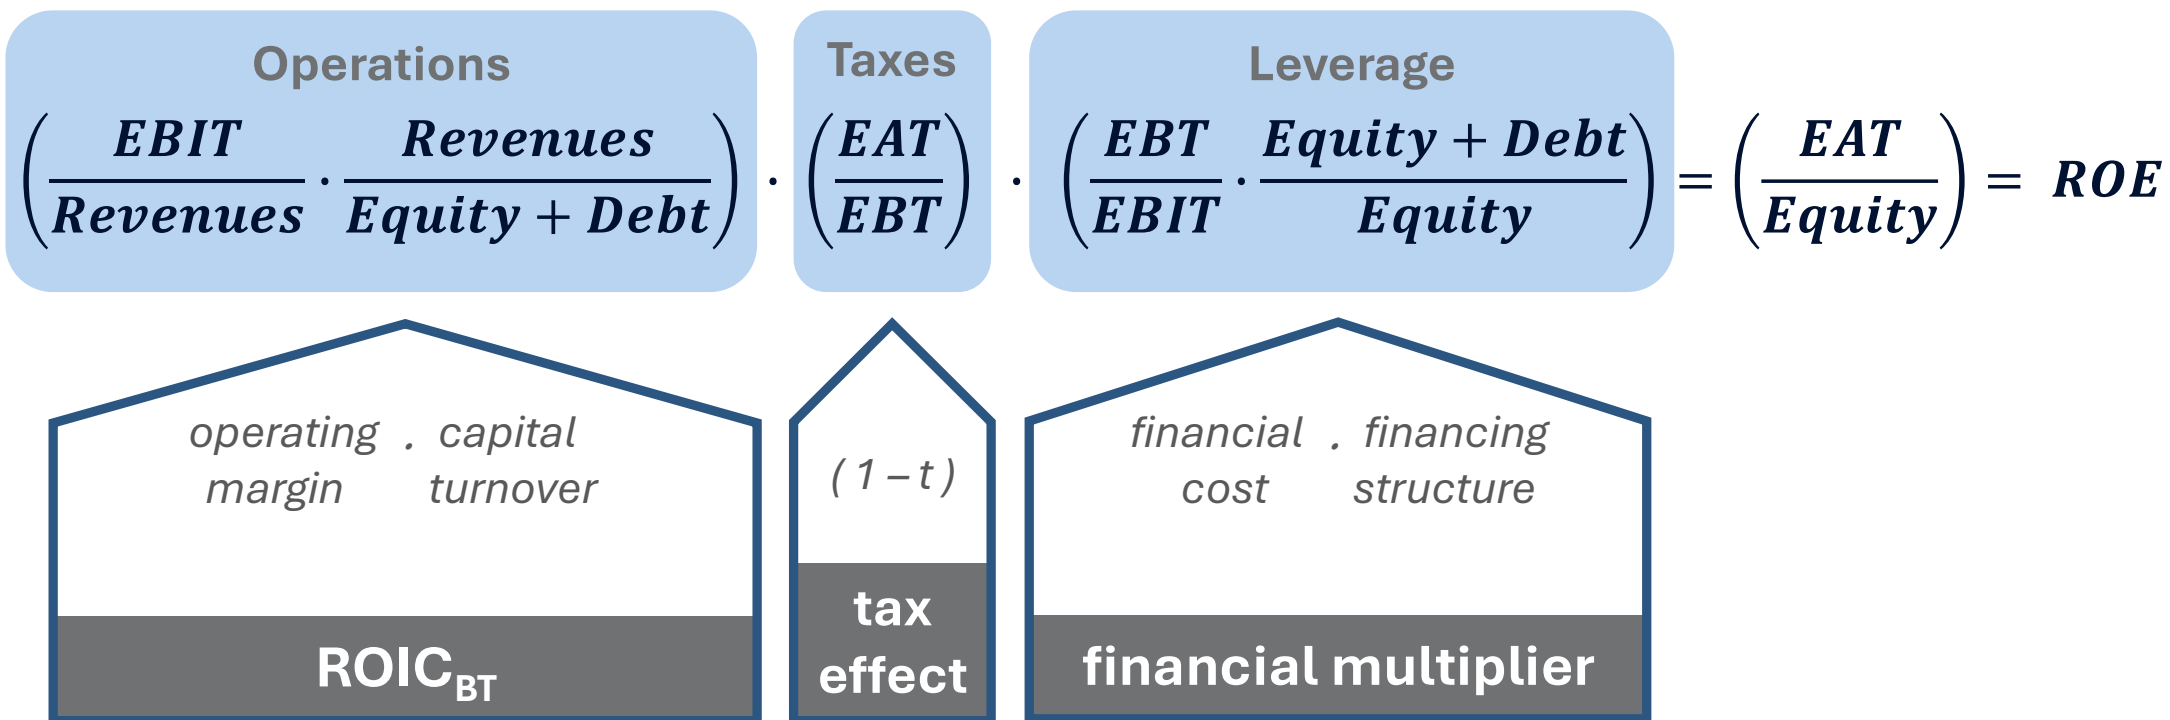 Operations
Taxes
Leverage
(EBIT/Revenues · Revenues/Equity + Debt) · (EAT/EBT) · (EBT/EBIT · Equity + Debt/Equity) = (EAT/Equity) = ROE
operating . capital
margin turnover
(1 – t)
financial . financing
cost structure
ROIC_BT
tax
effect
financial multiplier